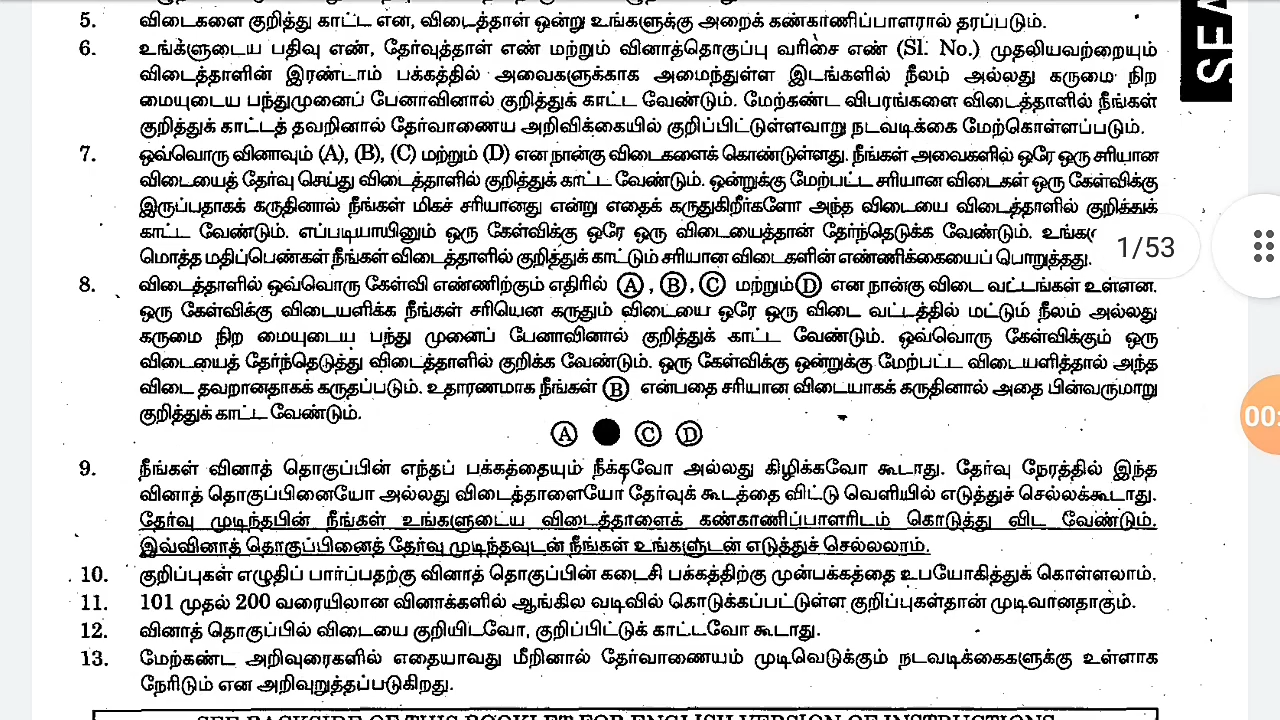 5. விடைகளை குறித்து காட்ட என, விடைத்தாள் ஒன்று உங்களுக்கு அறைக் கண்காணிப்பாளரால் தரப்படும்.
6. உங்களுடைய பதிவு எண், தேர்வுத்தாள் எண் மற்றும் வினாத்தொகுப்பு வரிசை எண் (Sl. No.) முதலியவற்றையும்
விடைத்தாளின் இரண்டாம் பக்கத்தில் அவைகளுக்காக அமைந்துள்ள இடங்களில் நீலம் அல்லது கருமை நிற
மையுடைய பந்துமுனைப் பேனாவினால் குறித்துக் காட்ட வேண்டும். மேற்கண்ட விபரங்களை விடைத்தாளில் நீங்கள்
குறித்துக் காட்டத் தவறினால் தேர்வாணைய அறிவிக்கையில் குறிப்பிட்டுள்ளவாறு நடவடிக்கை மேற்கொள்ளப்படும்.
7. ஒவ்வொரு வினாவும் (A), (B), (C) மற்றும் (D) என நான்கு விடைகளைக் கொண்டுள்ளது. நீங்கள் அவைகளில் ஒரே ஒரு சரியான
விடையைத் தேர்வு செய்து விடைத்தாளில் குறித்துக் காட்ட வேண்டும். ஒன்றுக்கு மேற்பட்ட சரியான விடைகள் ஒரு கேள்விக்கு
இருப்பதாகக் கருதினால் நீங்கள் மிகச் சரியானது என்று எதைக் கருதுகிறீர்களோ அந்த விடையை விடைத்தாளில் குறித்துக்
காட்ட வேண்டும். எப்படியாயினும் ஒரு கேள்விக்கு ஒரே ஒரு விடையைத்தான் தேர்ந்தெடுக்க வேண்டும்.
1/53
மொத்த மதிப்பெண்கள் நீங்கள் விடைத்தாளில் குறித்துக் காட்டும் சரியான விடைகளின் எண்ணிக்கையைப் பொறுத்தது.
8. விடைத்தாளில் ஒவ்வொரு கேள்வி எண்ணிற்கும் எதிரில் Ⓐ, Ⓑ, Ⓒ மற்றும் Ⓓ என நான்கு விடை வட்டங்கள் உள்ளன.
ஒரு கேள்விக்கு விடையளிக்க நீங்கள் சரியென கருதும் விடையை ஒரே ஒரு விடை வட்டத்தில் மட்டும் நீலம் அல்லது
கருமை நிற மையுடைய பந்து முனைப் பேனாவினால் குறித்துக் காட்ட வேண்டும். ஒவ்வொரு கேள்விக்கும் ஒரு
விடையைத் தேர்ந்தெடுத்து விடைத்தாளில் குறிக்க வேண்டும். ஒரு கேள்விக்கு ஒன்றுக்கு மேற்பட்ட விடையளித்தால் அந்த
விடை தவறானதாகக் கருதப்படும். உதாரணமாக நீங்கள் Ⓑ என்பதை சரியான விடையாகக் கருதினால் அதை பின்வருமாறு
குறித்துக் காட்ட வேண்டும்.
Ⓐ ● Ⓒ Ⓓ
9. நீங்கள் வினாத் தொகுப்பின் எந்தப் பக்கத்தையும் நீக்கவோ அல்லது கிழிக்கவோ கூடாது. தேர்வு நேரத்தில் இந்த
வினாத் தொகுப்பினையோ அல்லது விடைத்தாளையோ தேர்வுக் கூடத்தை விட்டு வெளியில் எடுத்துச் செல்லக்கூடாது.
தேர்வு முடிந்தபின் நீங்கள் உங்களுடைய விடைத்தாளைக் கண்காணிப்பாளரிடம் கொடுத்து விட வேண்டும்.
இவ்வினாத் தொகுப்பினைத் தேர்வு முடிந்தவுடன் நீங்கள் உங்களுடன் எடுத்துச் செல்லலாம்.
10. குறிப்புகள் எழுதிப் பார்ப்பதற்கு வினாத் தொகுப்பின் கடைசி பக்கத்திற்கு முன்பக்கத்தை உபயோகித்துக் கொள்ளலாம்.
11. 101 முதல் 200 வரையிலான வினாக்களில் ஆங்கில வடிவில் கொடுக்கப்பட்டுள்ள குறிப்புகள்தான் முடிவானதாகும்.
12. வினாத் தொகுப்பில் விடையை குறியிடவோ, குறிப்பிட்டுக் காட்டவோ கூடாது.
13. மேற்கண்ட அறிவுரைகளில் எதையாவது மீறினால் தேர்வாணையம் முடிவெடுக்கும் நடவடிக்கைகளுக்கு உள்ளாக
நேரிடும் என அறிவுறுத்தப்படுகிறது.
SEE BACKSIDE OF THIS BOOKLET FOR ENGLISH VERSION OF INSTRUCTIONS